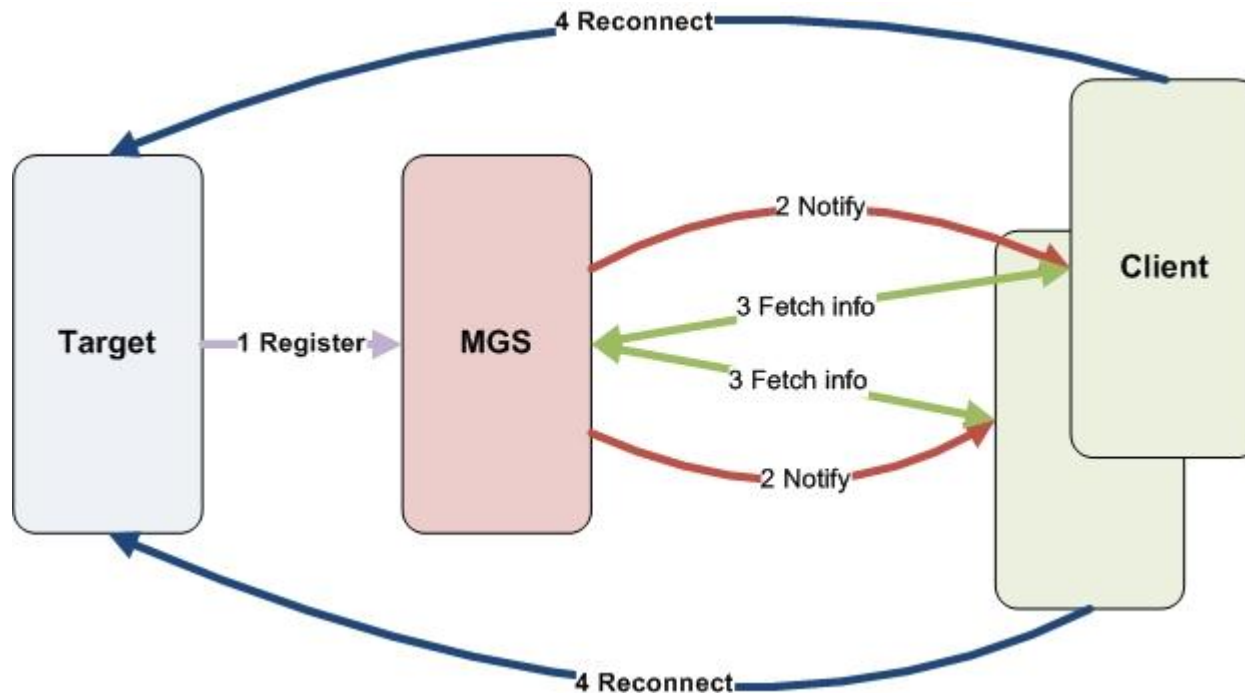 4 Reconnect
2 Notify
Client
3 Fetch info
Target
1 Register
MGS
3 Fetch info
2 Notify
4 Reconnect